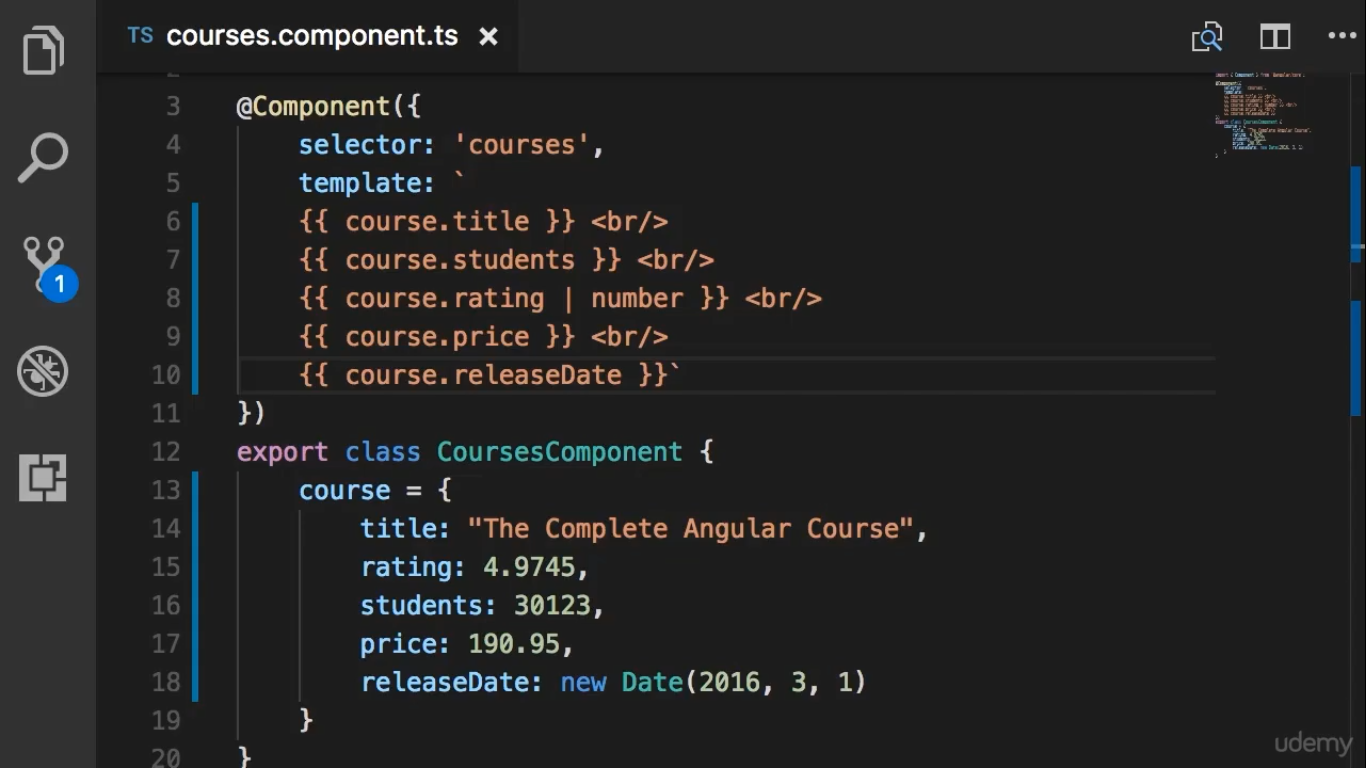 TS courses.component.ts
2
3 @Component({
4 selector: 'courses',
5 template: `
6 {{ course.title }} <br/>
7 {{ course.students }} <br/>
8 {{ course.rating | number }} <br/>
9 {{ course.price }} <br/>
10 {{ course.releaseDate }}`
11 })
12 export class CoursesComponent {
13 course = {
14 title: "The Complete Angular Course",
15 rating: 4.9745,
16 students: 30123,
17 price: 190.95,
18 releaseDate: new Date(2016, 3, 1)
19 }
20 }
1
udemy